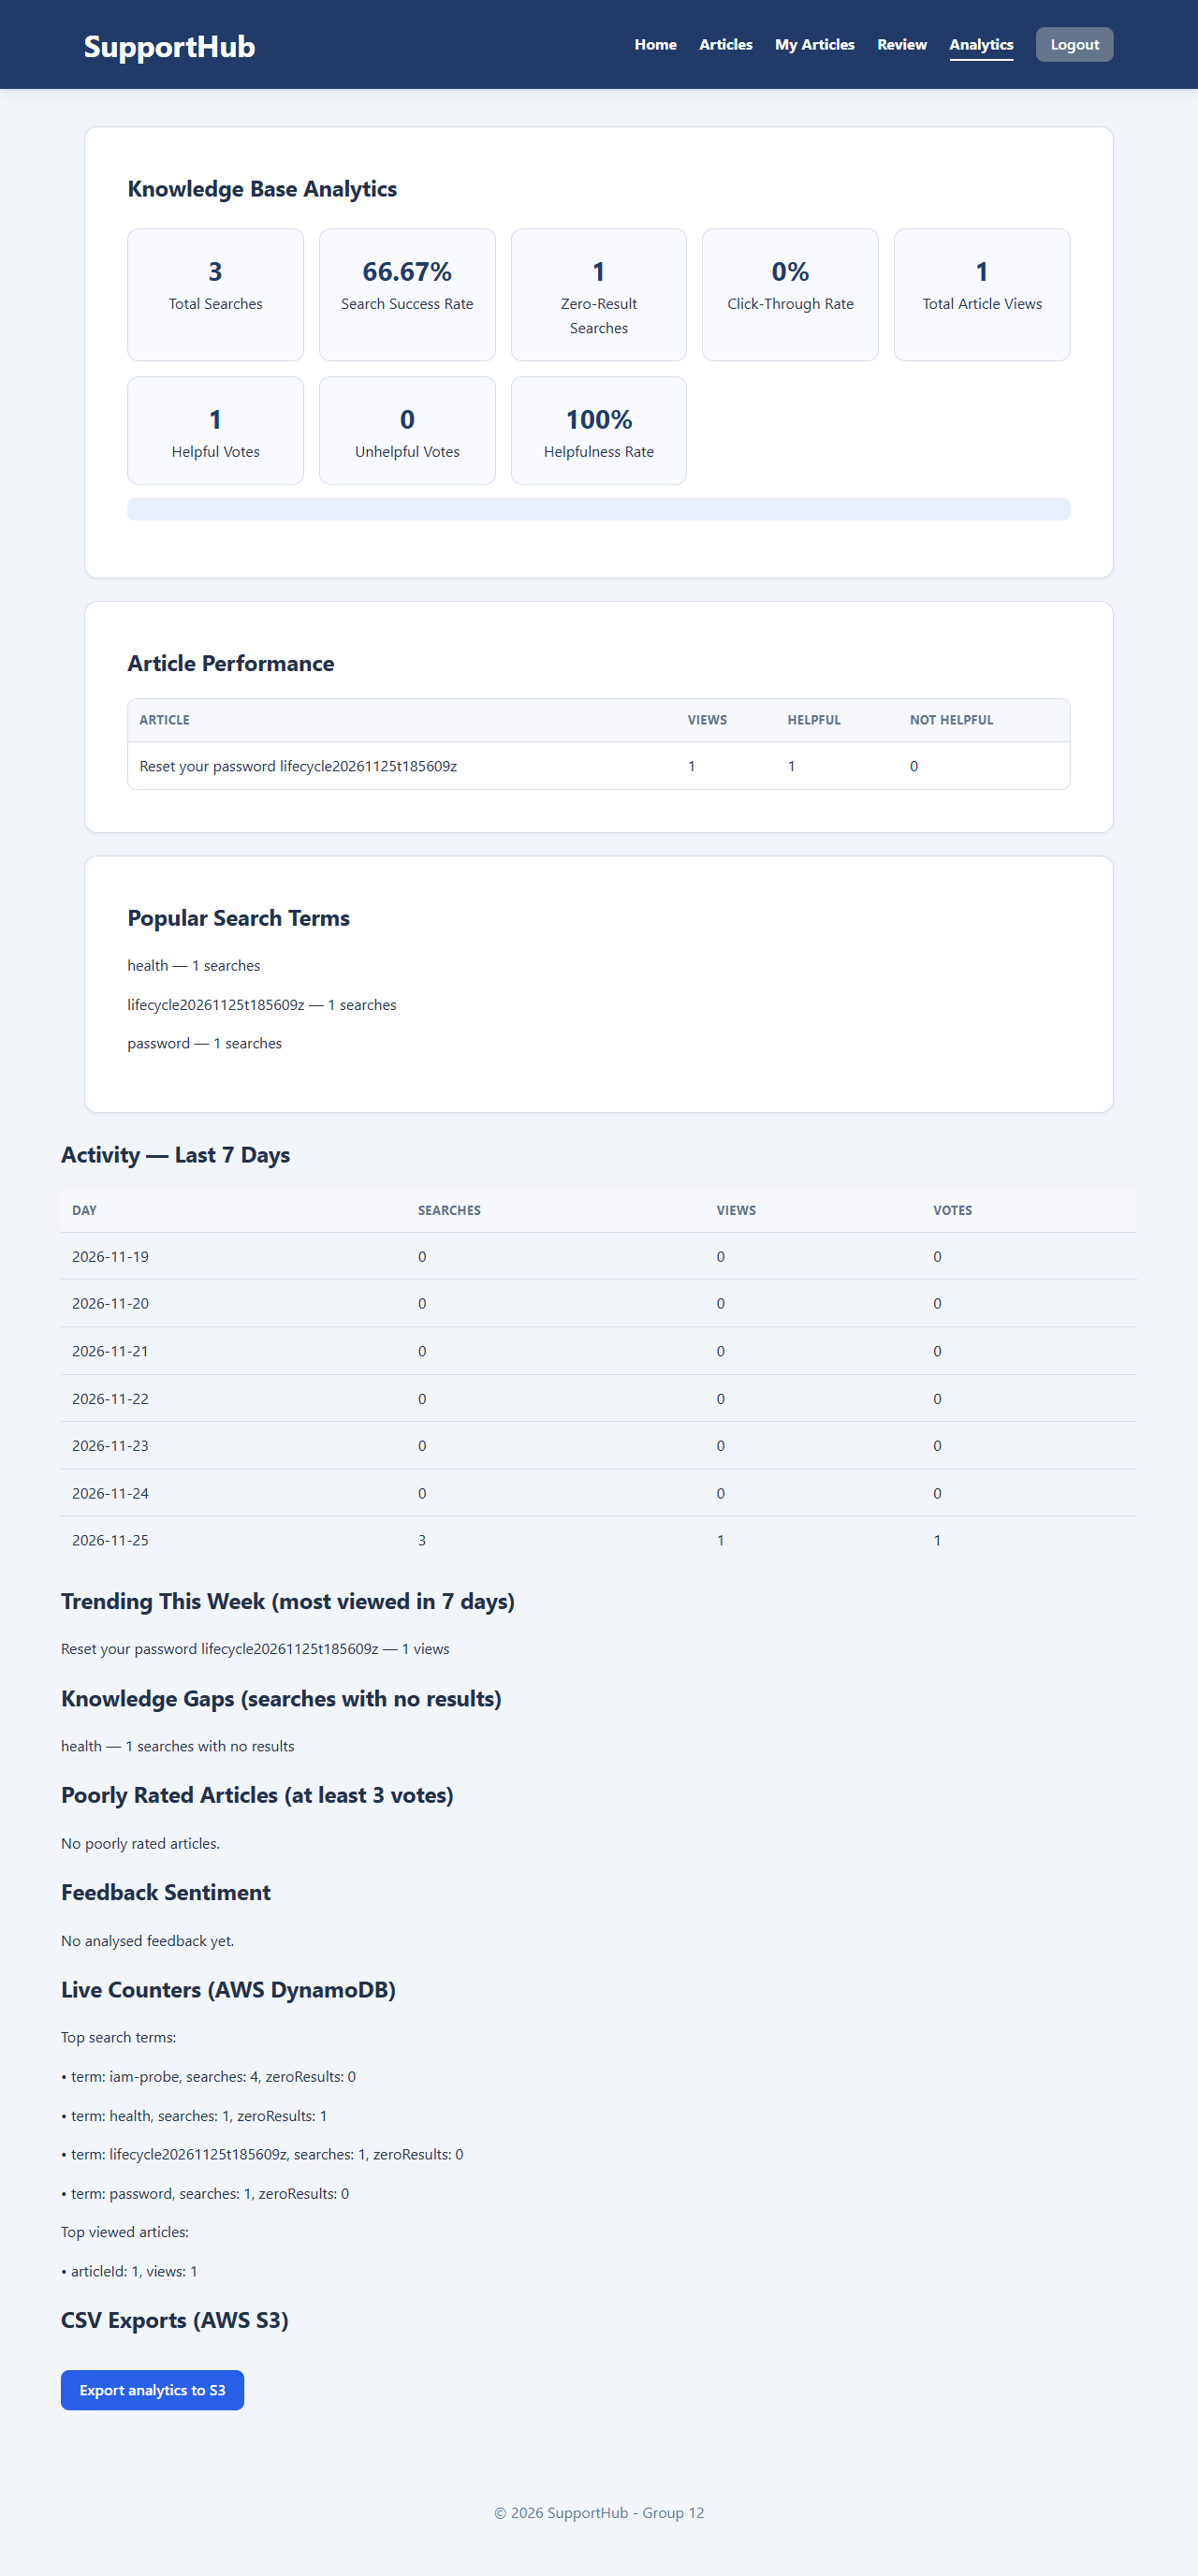 SupportHub
Home Articles My Articles Review Analytics Logout
Knowledge Base Analytics
3
Total Searches
66.67%
Search Success Rate
1
Zero-Result
Searches
0%
Click-Through Rate
1
Total Article Views
1
Helpful Votes
0
Unhelpful Votes
100%
Helpfulness Rate
Article Performance
ARTICLE VIEWS HELPFUL NOT HELPFUL
Reset your password lifecycle20261125t185609z 1 1 0
Popular Search Terms
health — 1 searches
lifecycle20261125t185609z — 1 searches
password — 1 searches
Activity — Last 7 Days
DAY SEARCHES VIEWS VOTES
2026-11-19 0 0 0
2026-11-20 0 0 0
2026-11-21 0 0 0
2026-11-22 0 0 0
2026-11-23 0 0 0
2026-11-24 0 0 0
2026-11-25 3 1 1
Trending This Week (most viewed in 7 days)
Reset your password lifecycle20261125t185609z — 1 views
Knowledge Gaps (searches with no results)
health — 1 searches with no results
Poorly Rated Articles (at least 3 votes)
No poorly rated articles.
Feedback Sentiment
No analysed feedback yet.
Live Counters (AWS DynamoDB)
Top search terms:
• term: iam-probe, searches: 4, zeroResults: 0
• term: health, searches: 1, zeroResults: 1
• term: lifecycle20261125t185609z, searches: 1, zeroResults: 0
• term: password, searches: 1, zeroResults: 0
Top viewed articles:
• articleId: 1, views: 1
CSV Exports (AWS S3)
Export analytics to S3
© 2026 SupportHub - Group 12